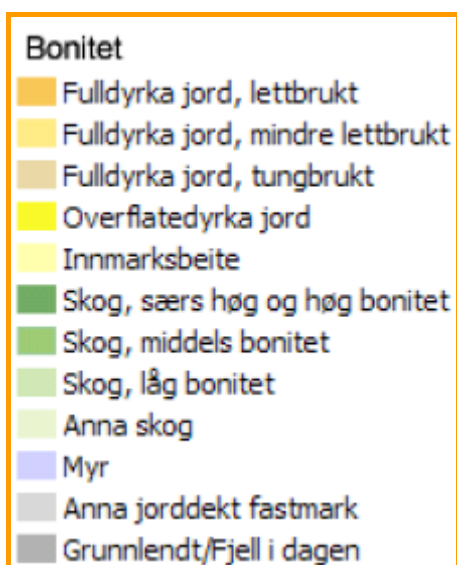 Bonitet
Fulldyrka jord, lettbrukt
Fulldyrka jord, mindre lettbrukt
Fulldyrka jord, tungbrukt
Overflatedyrka jord
Innmarksbeite
Skog, særs høg og høg bonitet
Skog, middels bonitet
Skog, låg bonitet
Anna skog
Myr
Anna jorddekt fastmark
Grunnlendt/Fjell i dagen